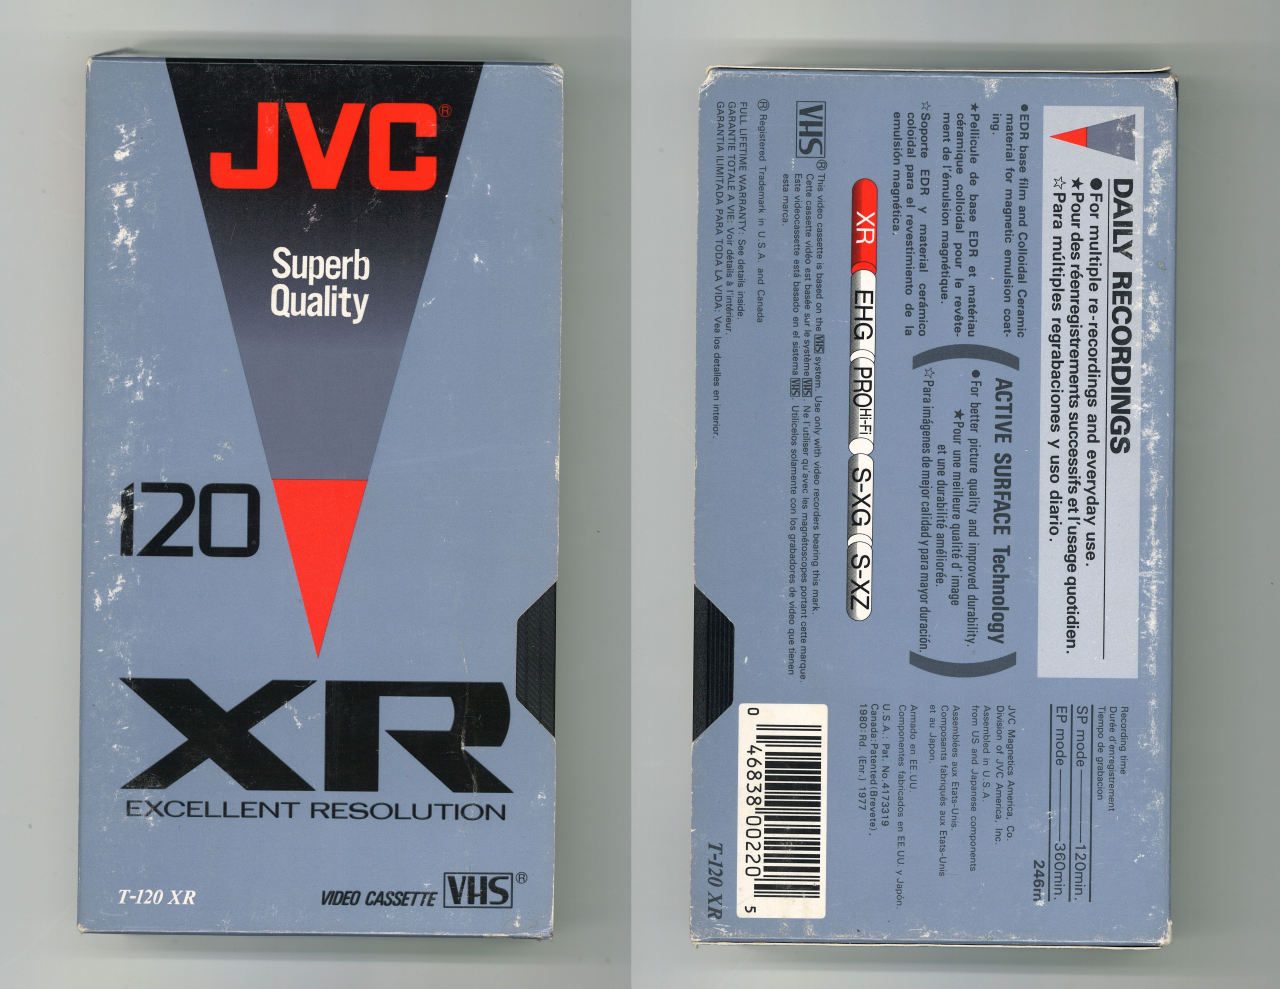 JVC®
Superb
Quality
120
XR
EXCELLENT RESOLUTION
T-120 XR
VIDEO CASSETTE VHS®
DAILY RECORDINGS
●For multiple re-recordings and everyday use.
★Pour des réenregistrements successifs et l'usage quotidien.
☆Para múltiples regrabaciones y uso diario.
●EDR base film and Colloidal Ceramic
material for magnetic emulsion coat-
ing.
★Pellicule de base EDR et matériau
céramique colloidal pour le revête-
ment de l'émulsion magnétique.
☆Soporte EDR y material cerámico
coloidal para el revestimiento de la
emulsión magnética.
ACTIVE SURFACE Technology
●For better picture quality and improved durability.
★Pour une meilleure qualité d'image
et une durabilité améliorée.
☆Para imágenes de mejor calidad y para mayor duración.
XR EHG PRO Hi-Fi S-XG S-XZ
VHS® This video cassette is based on the VHS system. Use only with video recorders bearing this mark.
Cette cassette vidéo est basée sur le système VHS. Ne l'utiliser qu'avec les magnétoscopes portant cette marque.
Este videocassette está basado en el sistema VHS. Utilícelos solamente con los grabadores de video que tienen
esta marca.
® Registered Trademark in U.S.A. and Canada
FULL LIFETIME WARRANTY: See details inside.
GARANTIE TOTALE A VIE: Voir détails à l'intérieur.
GARANTIA ILIMITADA PARA TODA LA VIDA: Vea los detalles en interior.
Recording time
Durée d'enregistrement
Tiempo de grabacion
SP mode 120min.
EP mode 360min.
246m
JVC Magnetics America, Co.
Division of JVC America, Inc.
Assembled in U.S.A
from US and Japanese components
Assemblées aux Etats-Unis
Composants fabriqués aux Etats-Unis
et au Japon.
Armado en EE.UU.
Componentes fabricados en EE.UU. y Japón.
U.S.A.: Pat. No.4173319
Canada:Patented(Brevete),
1980:Rd. (Enr.) 1977
0 46838 00220 5
T-120 XR